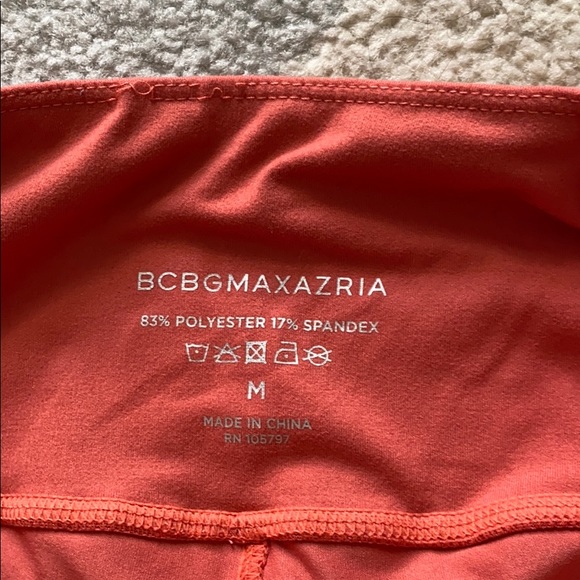 BCBGMAXAZRIA
83% POLYESTER 17% SPANDEX
M
MADE IN CHINA
RN 105797